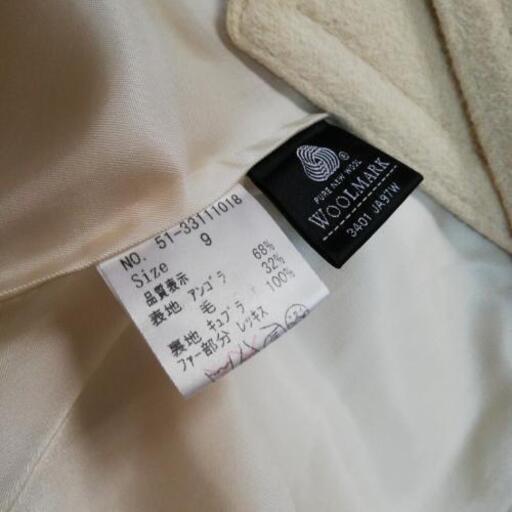 NO. 51-33111018
Size 9
品質表示
表地 アンゴラ 68%
毛 32%
裏地 キュプラ 100%
ファー部分 レッキス
®
PURE NEW WOOL
WOOLMARK
3401 JA97W